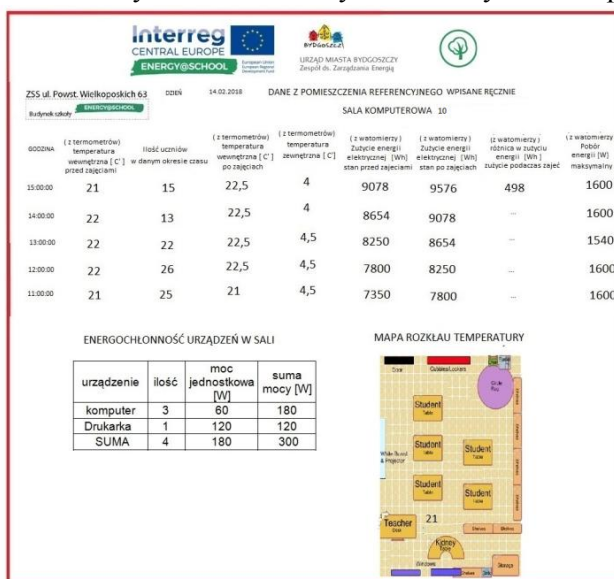 Interreg
CENTRAL EUROPE
European Union
European Regional
Development Fund
ENERGY@SCHOOL
BYDGOSZCZ
URZĄD MIASTA BYDGOSZCZY
Zespół ds. Zarządzania Energią
ZSS ul. Powst. Wielkoposkich 63 DZIEŃ 14.02.2018 DANE Z POMIESZCZENIA REFERENCYJNEGO WPISANE RĘCZNIE
Budynek szkoły ENERGY@SCHOOL SALA KOMPUTEROWA 10
GODZINA
( z termometrów)
temperatura
wewnętrzna [ C' ]
przed zajęciami
Ilość uczniów
w danym okresie czasu
( z termometrów)
temperatura
wewnętrzna [ C' ]
po zajęciach
( z termometrów)
temperatura
zewnętrzna [ C']
( z watomierzy )
Zużycie energii
elektrycznej [Wh]
stan przed zajeciami
( z watomierzy )
Zużycie energii
elektrycznej [Wh]
stan po zajęciach
(z watomierzy )
różnica w zużyciu
energii [Wh ]
zużycie podczas zajeć
( z watomierzy
Pobór
energii [W]
maksymalny
15:00:00 21 15 22,5 4 9078 9576 498 1600
14:00:00 22 13 22,5 4 8654 9078 ... 1600
13:00:00 22 22 22,5 4,5 8250 8654 ... 1540
12:00:00 22 26 22,5 4,5 7800 8250 ... 1600
11:00:00 21 25 21 4,5 7350 7800 ... 1600
ENERGOCHŁONNOŚĆ URZĄDZEŃ W SALI
urządzenie ilość moc jednostkowa [W] suma mocy [W]
komputer 3 60 180
Drukarka 1 120 120
SUMA 4 180 300
MAPA ROZKŁAU TEMPERATURY
Door
Student
Table
Student
Table
Student
Table
Student
Table
Student
Table
White Board
& Projector
Teacher
21
Kidney
Table
Storage